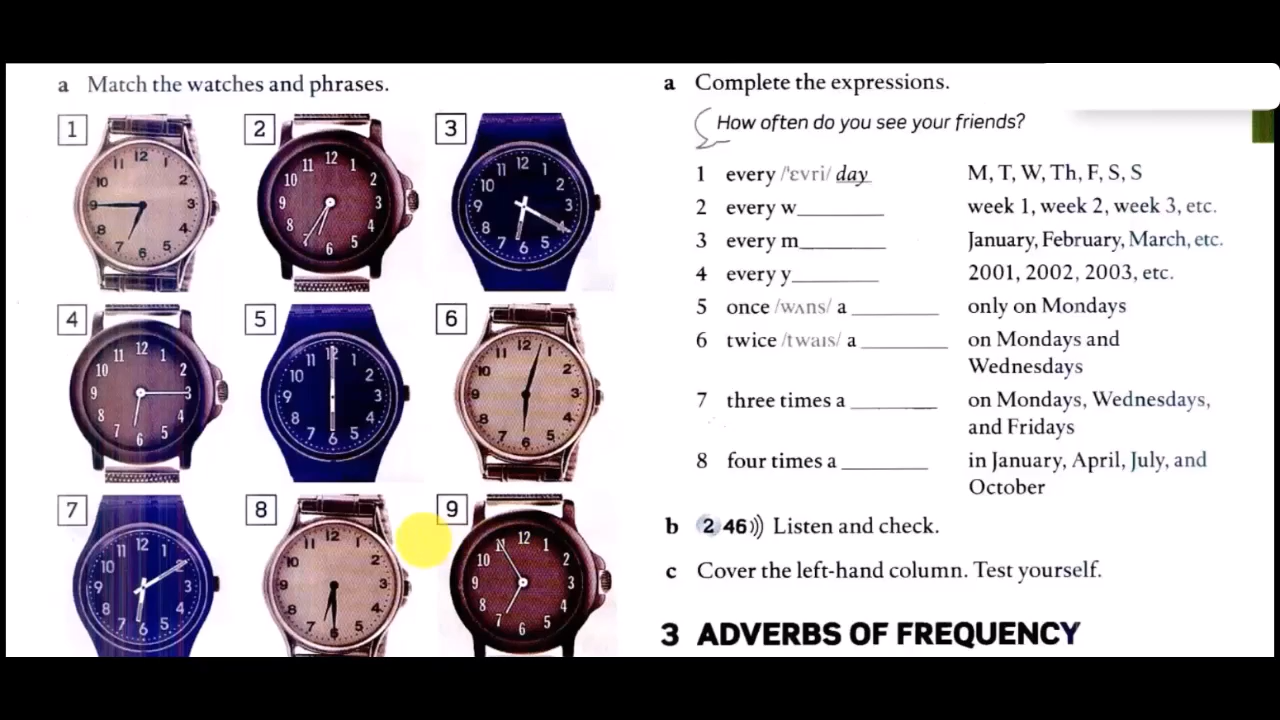 a Match the watches and phrases.
1
2
3
4
5
6
7
8
9
a Complete the expressions.
How often do you see your friends?
1 every /ˈɛvri/ day M, T, W, Th, F, S, S
2 every w________ week 1, week 2, week 3, etc.
3 every m________ January, February, March, etc.
4 every y________ 2001, 2002, 2003, etc.
5 once /wʌns/ a ________ only on Mondays
6 twice /twaɪs/ a ________ on Mondays and
Wednesdays
7 three times a ________ on Mondays, Wednesdays,
and Fridays
8 four times a ________ in January, April, July, and
October
b 2 46))) Listen and check.
c Cover the left-hand column. Test yourself.
3 ADVERBS OF FREQUENCY